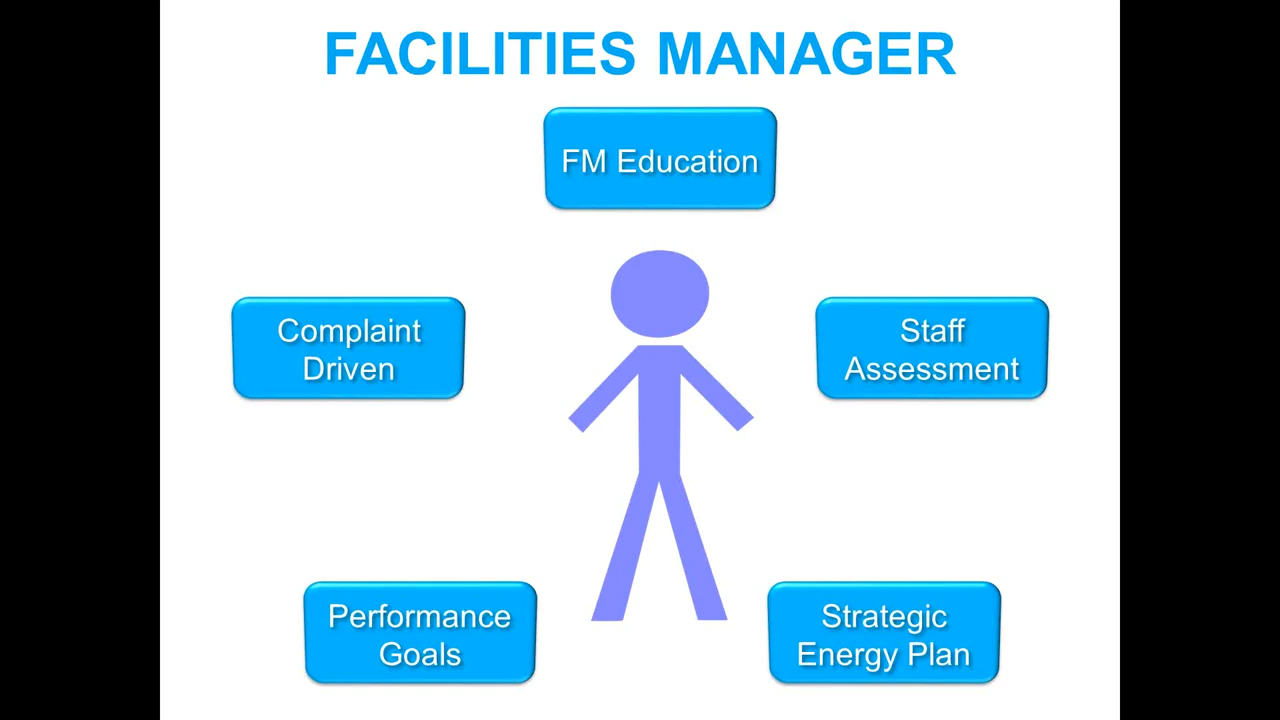 FACILITIES MANAGER
FM Education
Complaint
Driven
Staff
Assessment
Performance
Goals
Strategic
Energy Plan